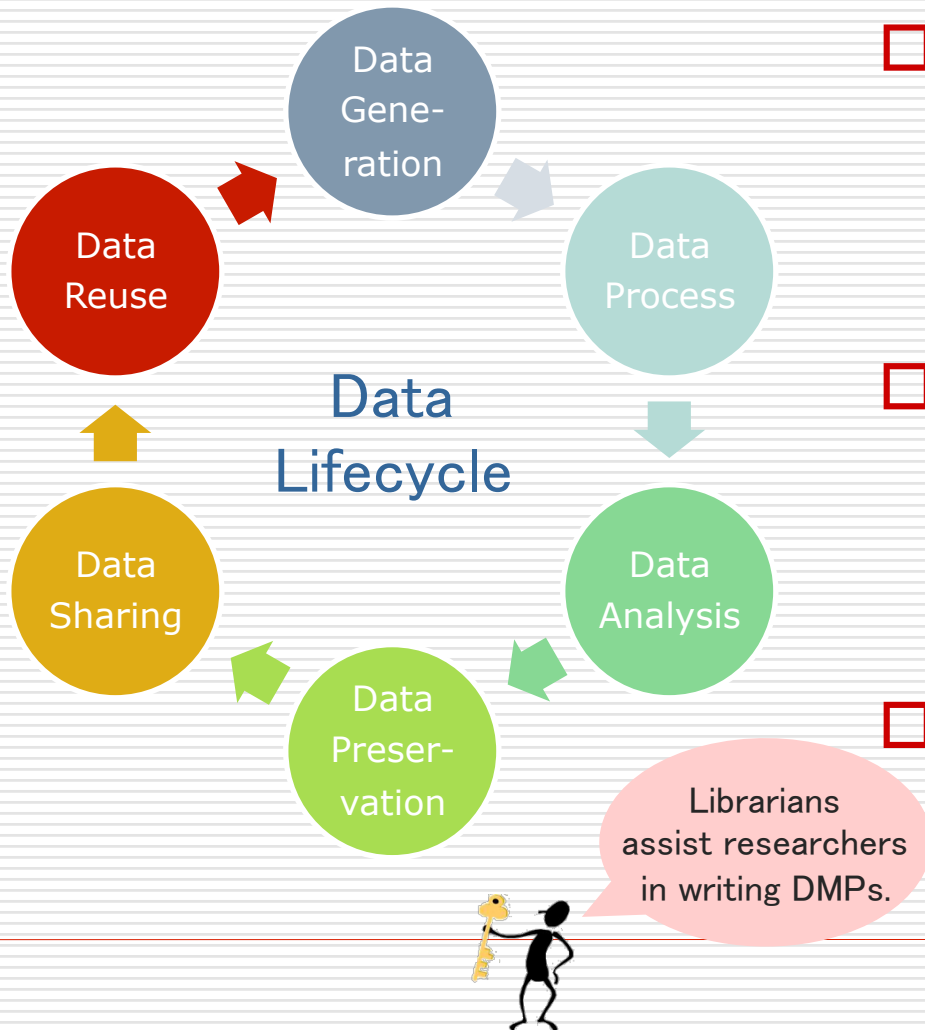 Data
Gene-
ration
Data
Process
Data
Analysis
Data
Preser-
vation
Data
Sharing
Data
Reuse
Data
Lifecycle
Librarians
assist researchers
in writing DMPs.